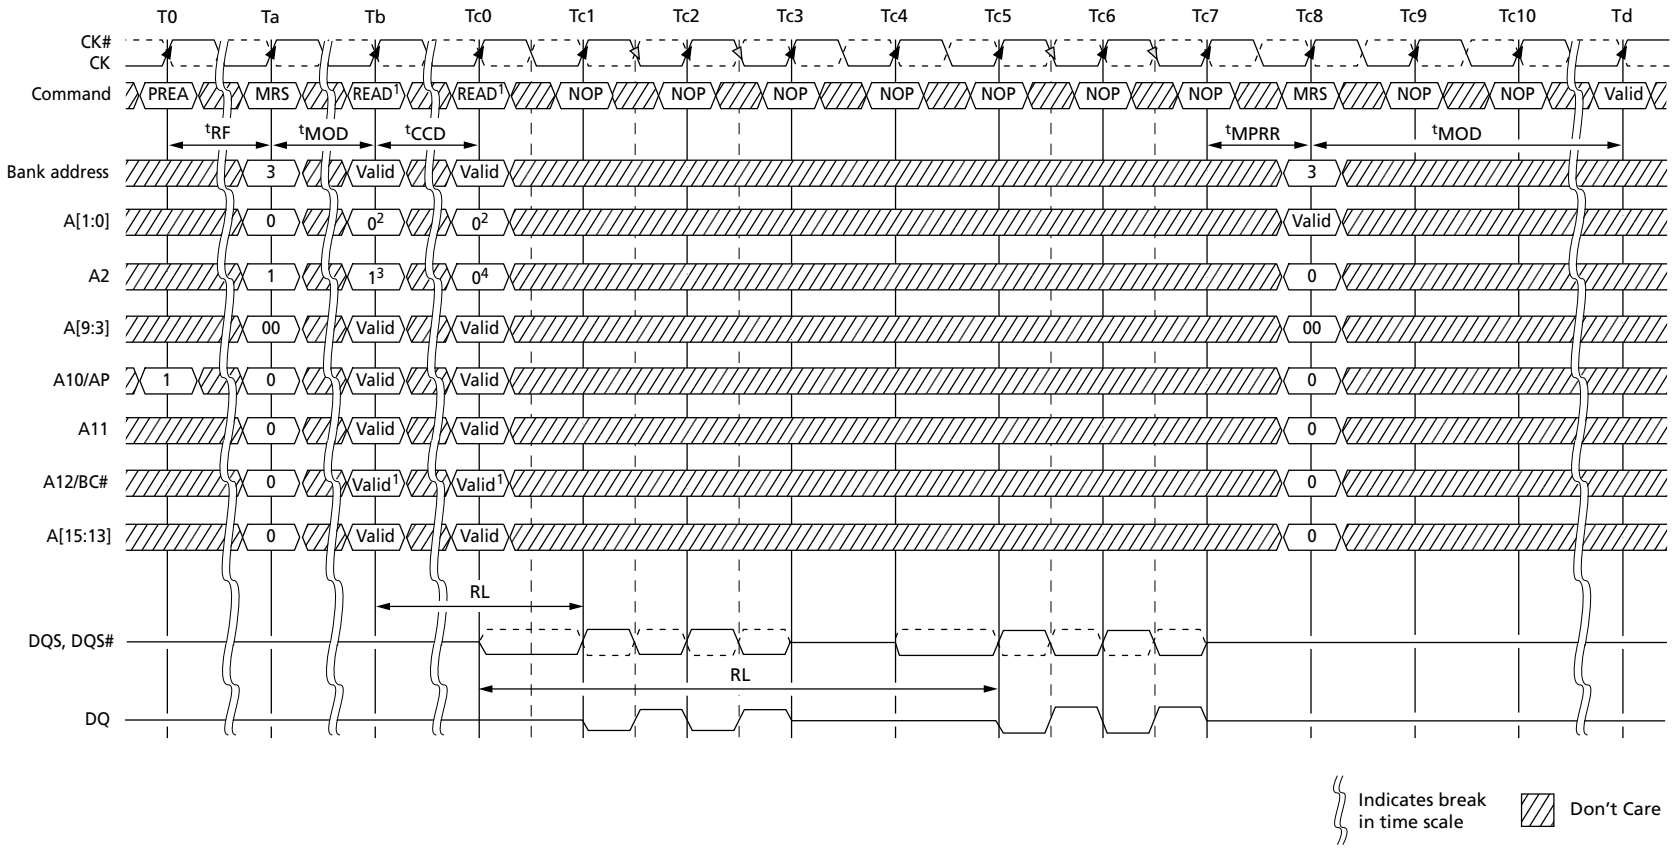 T0 Ta Tb Tc0 Tc1 Tc2 Tc3 Tc4 Tc5 Tc6 Tc7 Tc8 Tc9 Tc10 Td
CK#
CK
Command PREA MRS READ1 READ1 NOP NOP NOP NOP NOP NOP NOP MRS NOP NOP Valid
tRF tMOD tCCD tMPRR tMOD
Bank address 3 Valid Valid 3
A[1:0] 0 02 02 Valid
A2 1 13 04 0
A[9:3] 00 Valid Valid 00
A10/AP 1 0 Valid Valid 0
A11 0 Valid Valid 0
A12/BC# 0 Valid1 Valid1 0
A[15:13] 0 Valid Valid 0
RL
DQS, DQS#
RL
DQ
Indicates break
in time scale
Don't Care